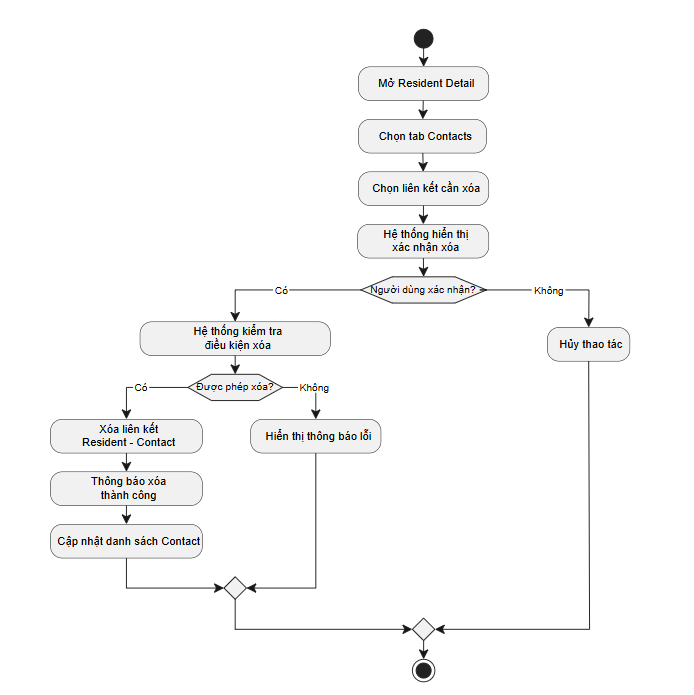 Mở Resident Detail
Chọn tab Contacts
Chọn liên kết cần xóa
Hệ thống hiển thị
xác nhận xóa
Người dùng xác nhận?
Có
Không
Hệ thống kiểm tra
điều kiện xóa
Hủy thao tác
Được phép xóa?
Có
Không
Xóa liên kết
Resident - Contact
Hiển thị thông báo lỗi
Thông báo xóa
thành công
Cập nhật danh sách Contact